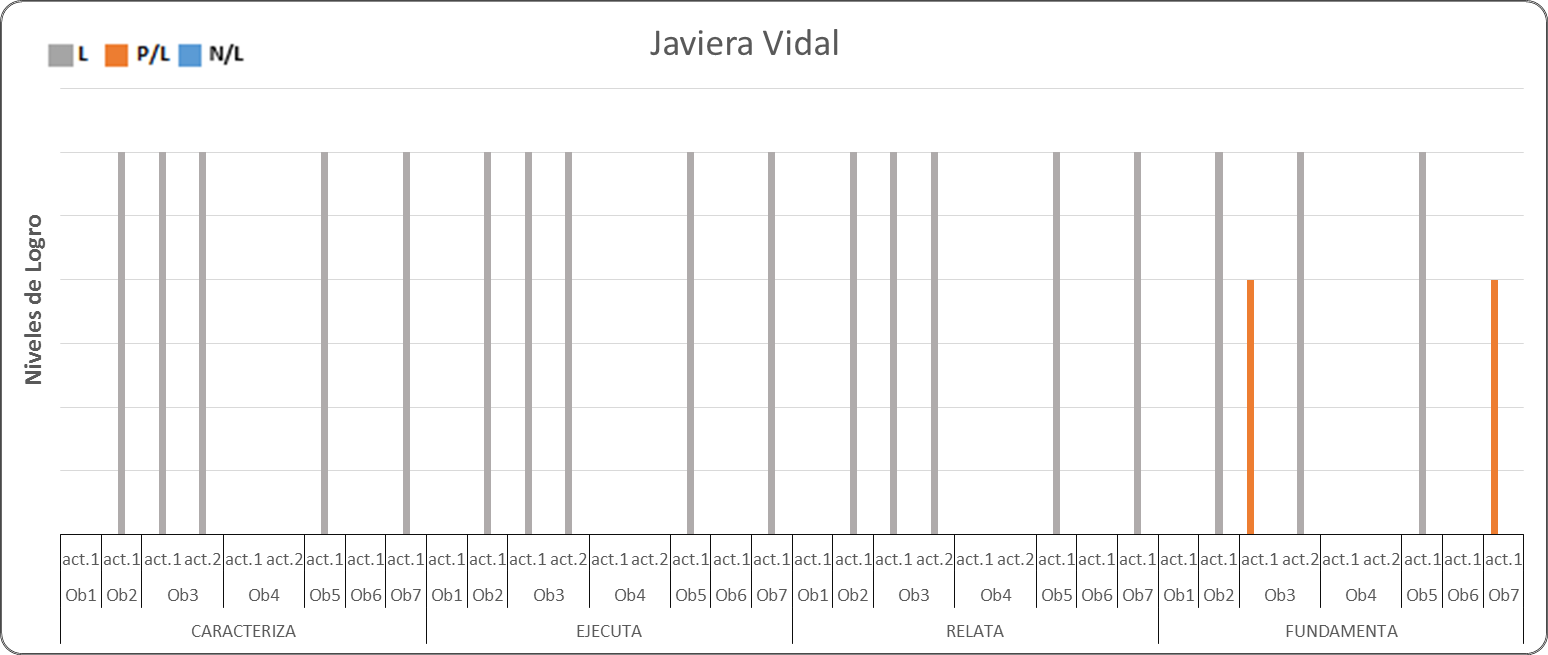 Javiera Vidal
L P/L N/L
Niveles de Logro
act.1 act.1 act.1 act.2 act.1 act.2 act.1 act.1 act.1 act.1 act.1 act.1 act.2 act.1 act.2 act.1 act.1 act.1 act.1 act.1 act.1 act.2 act.1 act.2 act.1 act.1 act.1 act.1 act.1 act.1 act.2 act.1 act.2 act.1 act.1 act.1
Ob1 Ob2 Ob3 Ob4 Ob5 Ob6 Ob7 Ob1 Ob2 Ob3 Ob4 Ob5 Ob6 Ob7 Ob1 Ob2 Ob3 Ob4 Ob5 Ob6 Ob7 Ob1 Ob2 Ob3 Ob4 Ob5 Ob6 Ob7
CARACTERIZA EJECUTA RELATA FUNDAMENTA